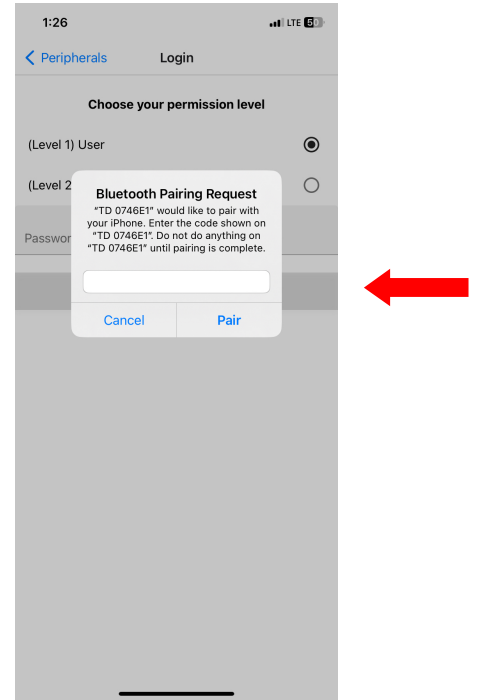 1:26
LTE
Peripherals
Login
Choose your permission level
(Level 1) User
(Level 2
Bluetooth Pairing Request
“TD 0746E1” would like to pair with
your iPhone. Enter the code shown on
“TD 0746E1”. Do not do anything on
“TD 0746E1” until pairing is complete.
Passwor
Cancel
Pair